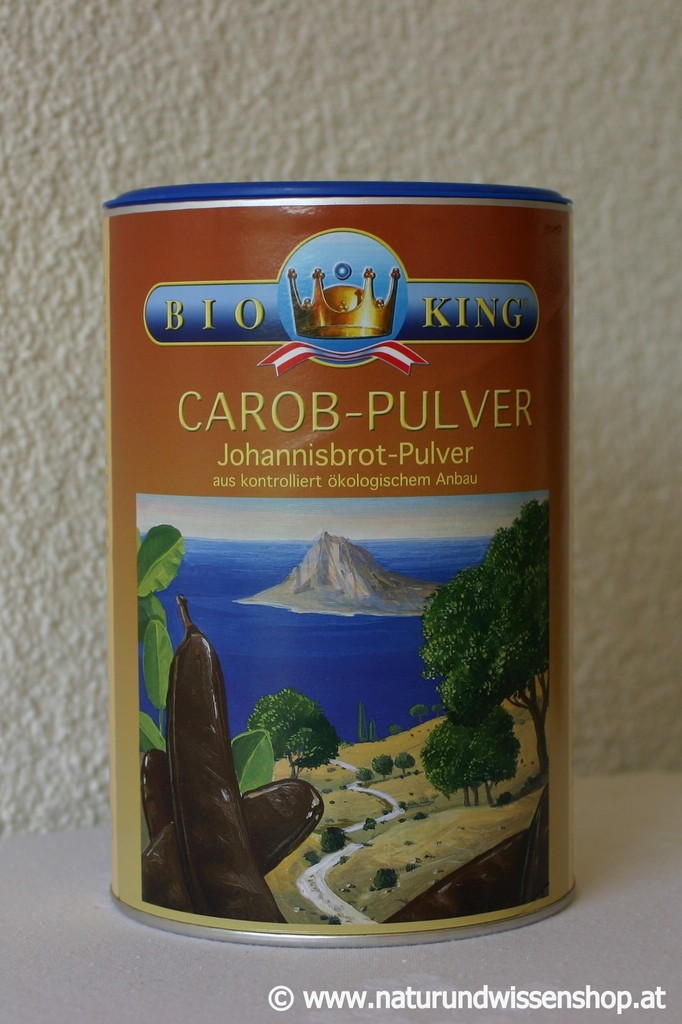 BIO KING®
CAROB-PULVER
Johannisbrot-Pulver
aus kontrolliert ökologischem Anbau
© www.naturundwissenshop.at